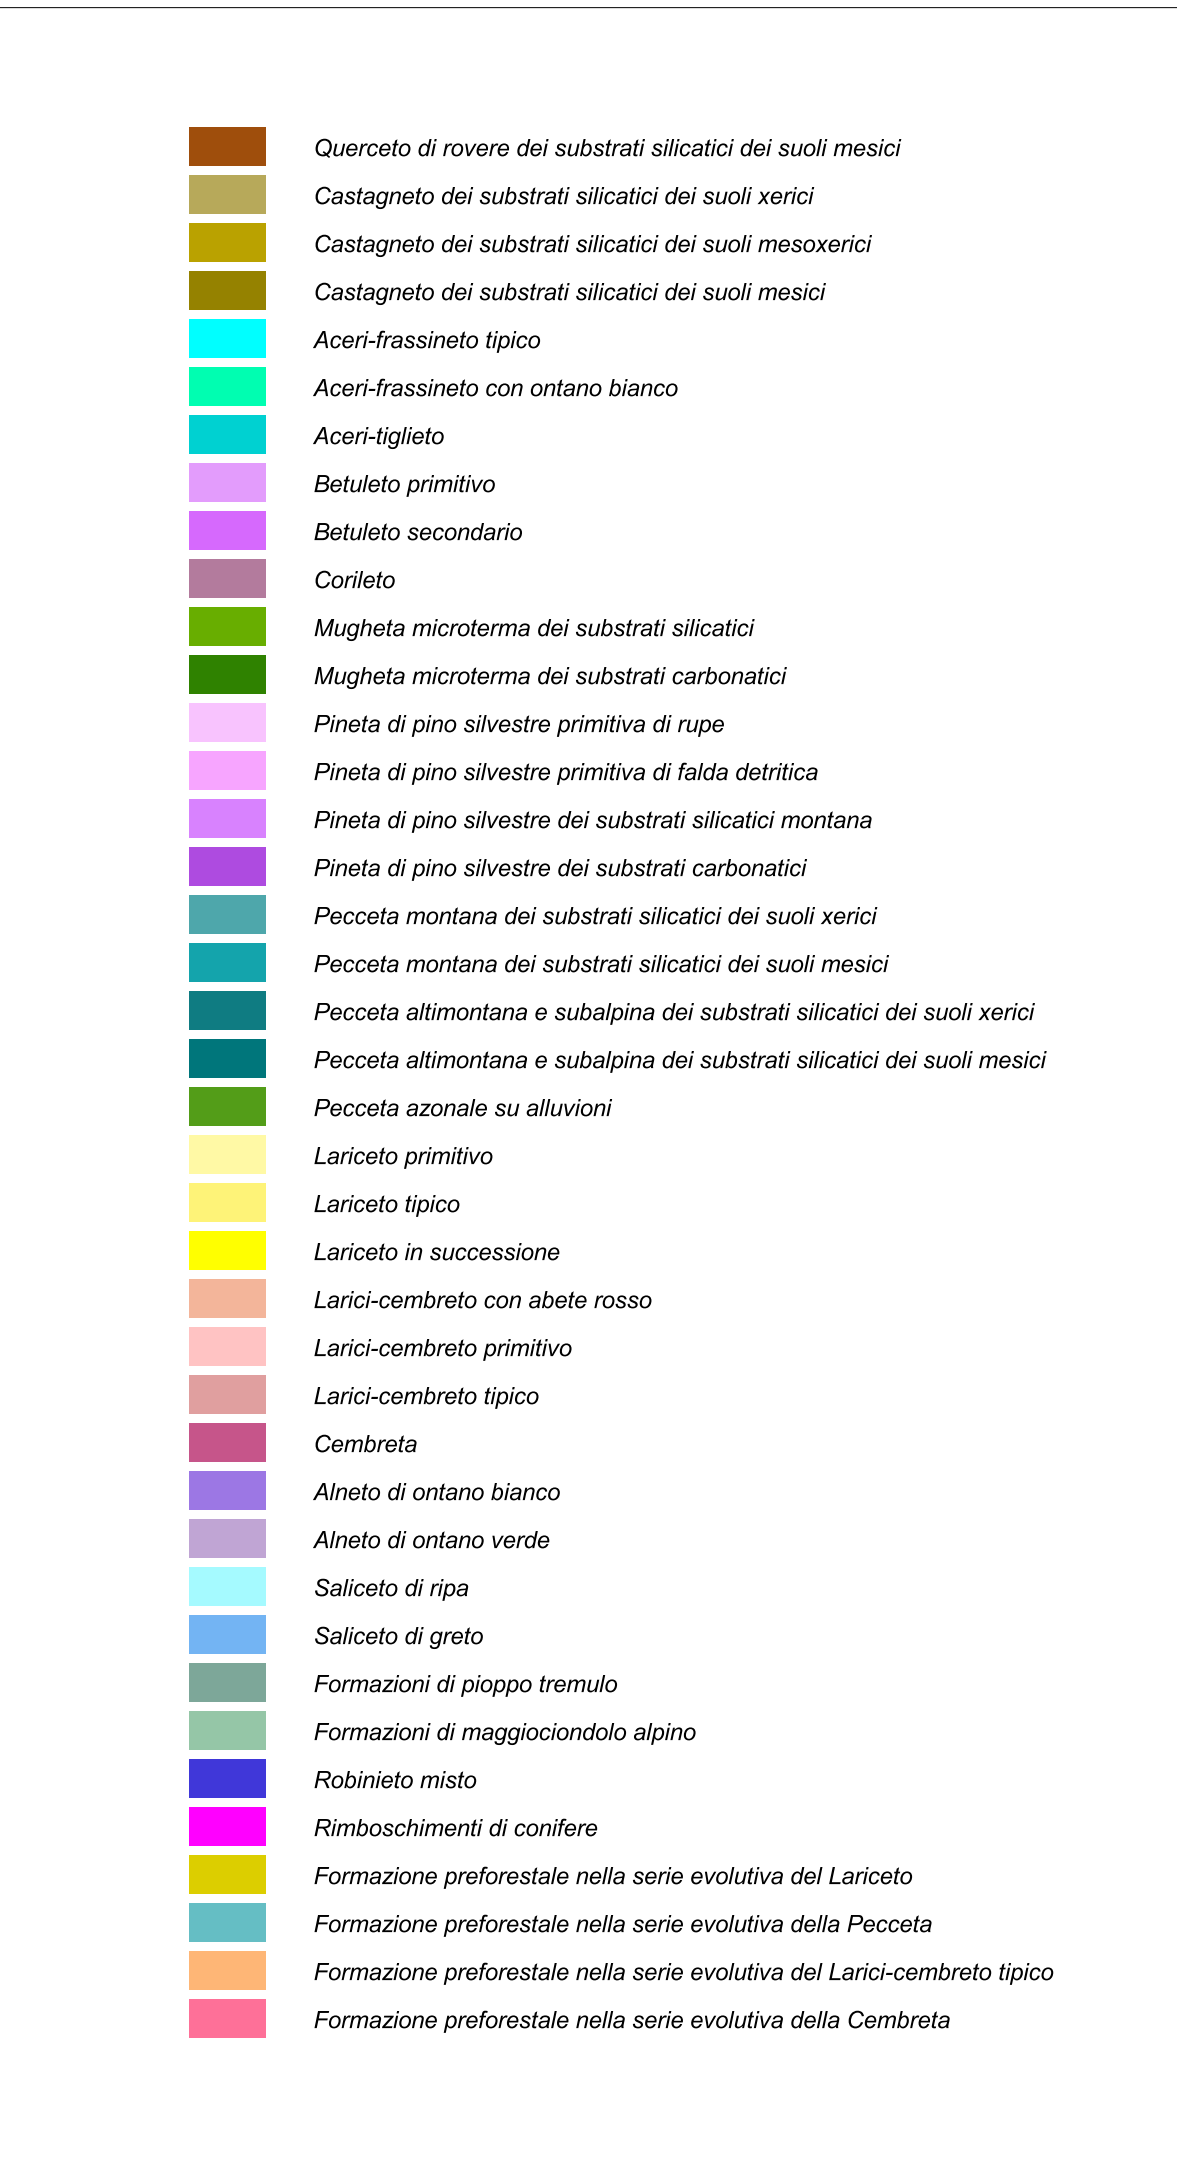 Querceto di rovere dei substrati silicatici dei suoli mesici
Castagneto dei substrati silicatici dei suoli xerici
Castagneto dei substrati silicatici dei suoli mesoxerici
Castagneto dei substrati silicatici dei suoli mesici
Aceri-frassineto tipico
Aceri-frassineto con ontano bianco
Aceri-tiglieto
Betuleto primitivo
Betuleto secondario
Corileto
Mugheta microterma dei substrati silicatici
Mugheta microterma dei substrati carbonatici
Pineta di pino silvestre primitiva di rupe
Pineta di pino silvestre primitiva di falda detritica
Pineta di pino silvestre dei substrati silicatici montana
Pineta di pino silvestre dei substrati carbonatici
Pecceta montana dei substrati silicatici dei suoli xerici
Pecceta montana dei substrati silicatici dei suoli mesici
Pecceta altimontana e subalpina dei substrati silicatici dei suoli xerici
Pecceta altimontana e subalpina dei substrati silicatici dei suoli mesici
Pecceta azonale su alluvioni
Lariceto primitivo
Lariceto tipico
Lariceto in successione
Larici-cembreto con abete rosso
Larici-cembreto primitivo
Larici-cembreto tipico
Cembreta
Alneto di ontano bianco
Alneto di ontano verde
Saliceto di ripa
Saliceto di greto
Formazioni di pioppo tremulo
Formazioni di maggiociondolo alpino
Robinieto misto
Rimboschimenti di conifere
Formazione preforestale nella serie evolutiva del Lariceto
Formazione preforestale nella serie evolutiva della Pecceta
Formazione preforestale nella serie evolutiva del Larici-cembreto tipico
Formazione preforestale nella serie evolutiva della Cembreta